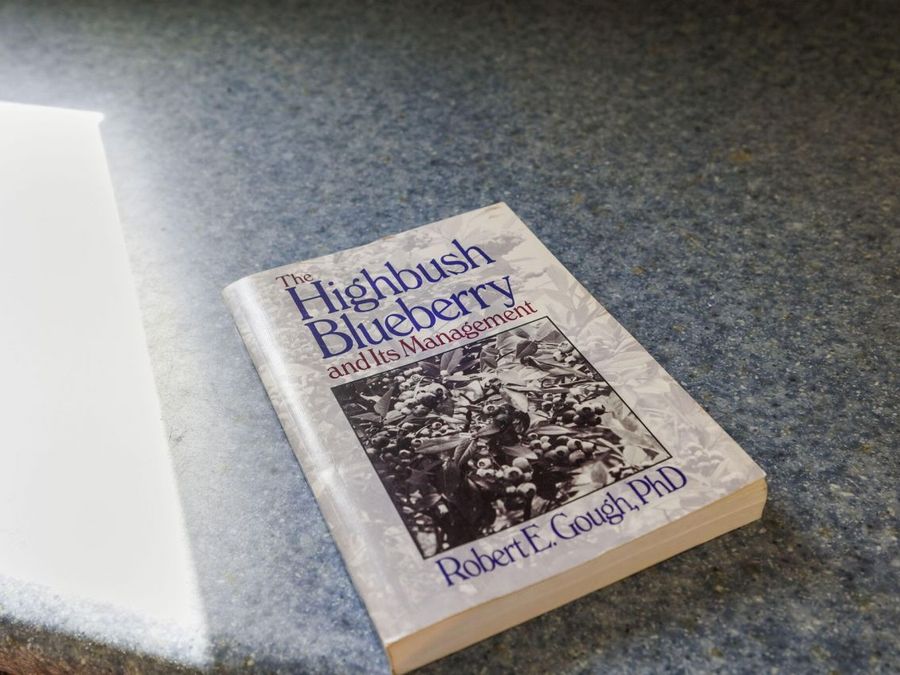 The
Highbush
Blueberry
and Its Management
Robert E. Gough, PhD